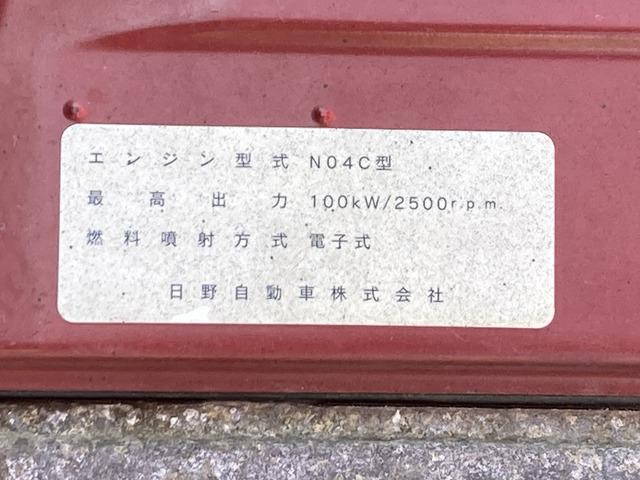 エンジン型式 N04C型
最高出力 100kW/2500r.p.m.
燃料噴射方式 電子式
日野自動車株式会社